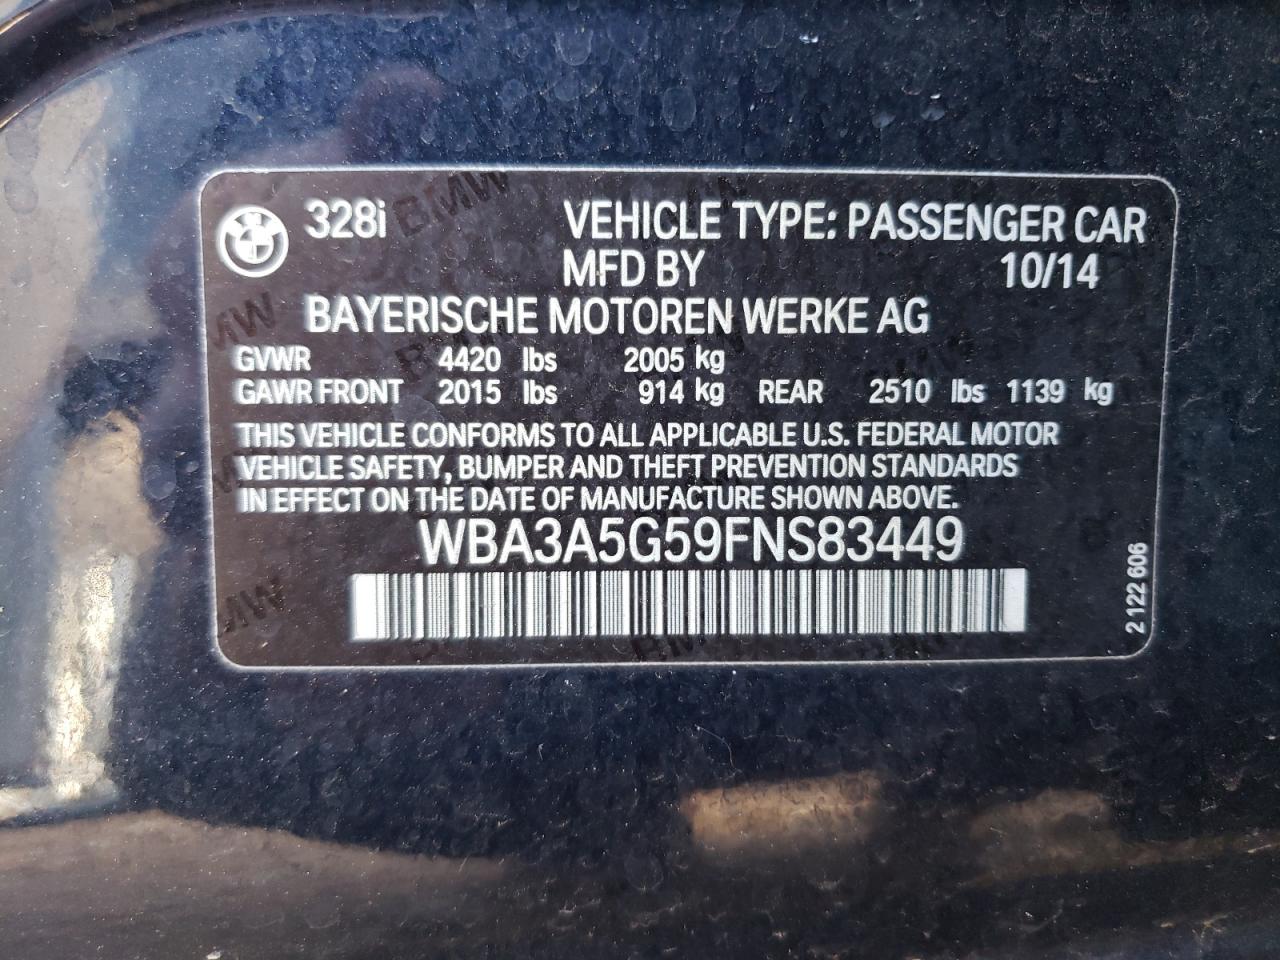 328i VEHICLE TYPE: PASSENGER CAR
MFD BY 10/14
BAYERISCHE MOTOREN WERKE AG
GVWR 4420 lbs 2005 kg
GAWR FRONT 2015 lbs 914 kg REAR 2510 lbs 1139 kg
THIS VEHICLE CONFORMS TO ALL APPLICABLE U.S. FEDERAL MOTOR
VEHICLE SAFETY, BUMPER AND THEFT PREVENTION STANDARDS
IN EFFECT ON THE DATE OF MANUFACTURE SHOWN ABOVE.
WBA3A5G59FNS83449
2 122 606